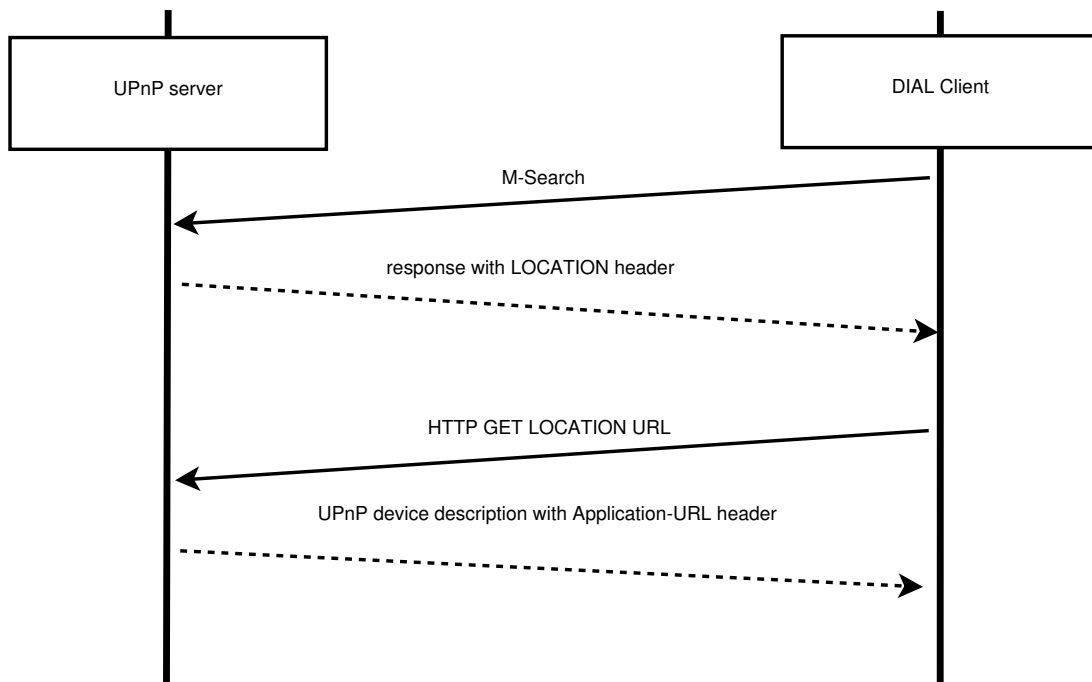 UPnP server
DIAL Client
M-Search
response with LOCATION header
HTTP GET LOCATION URL
UPnP device description with Application-URL header